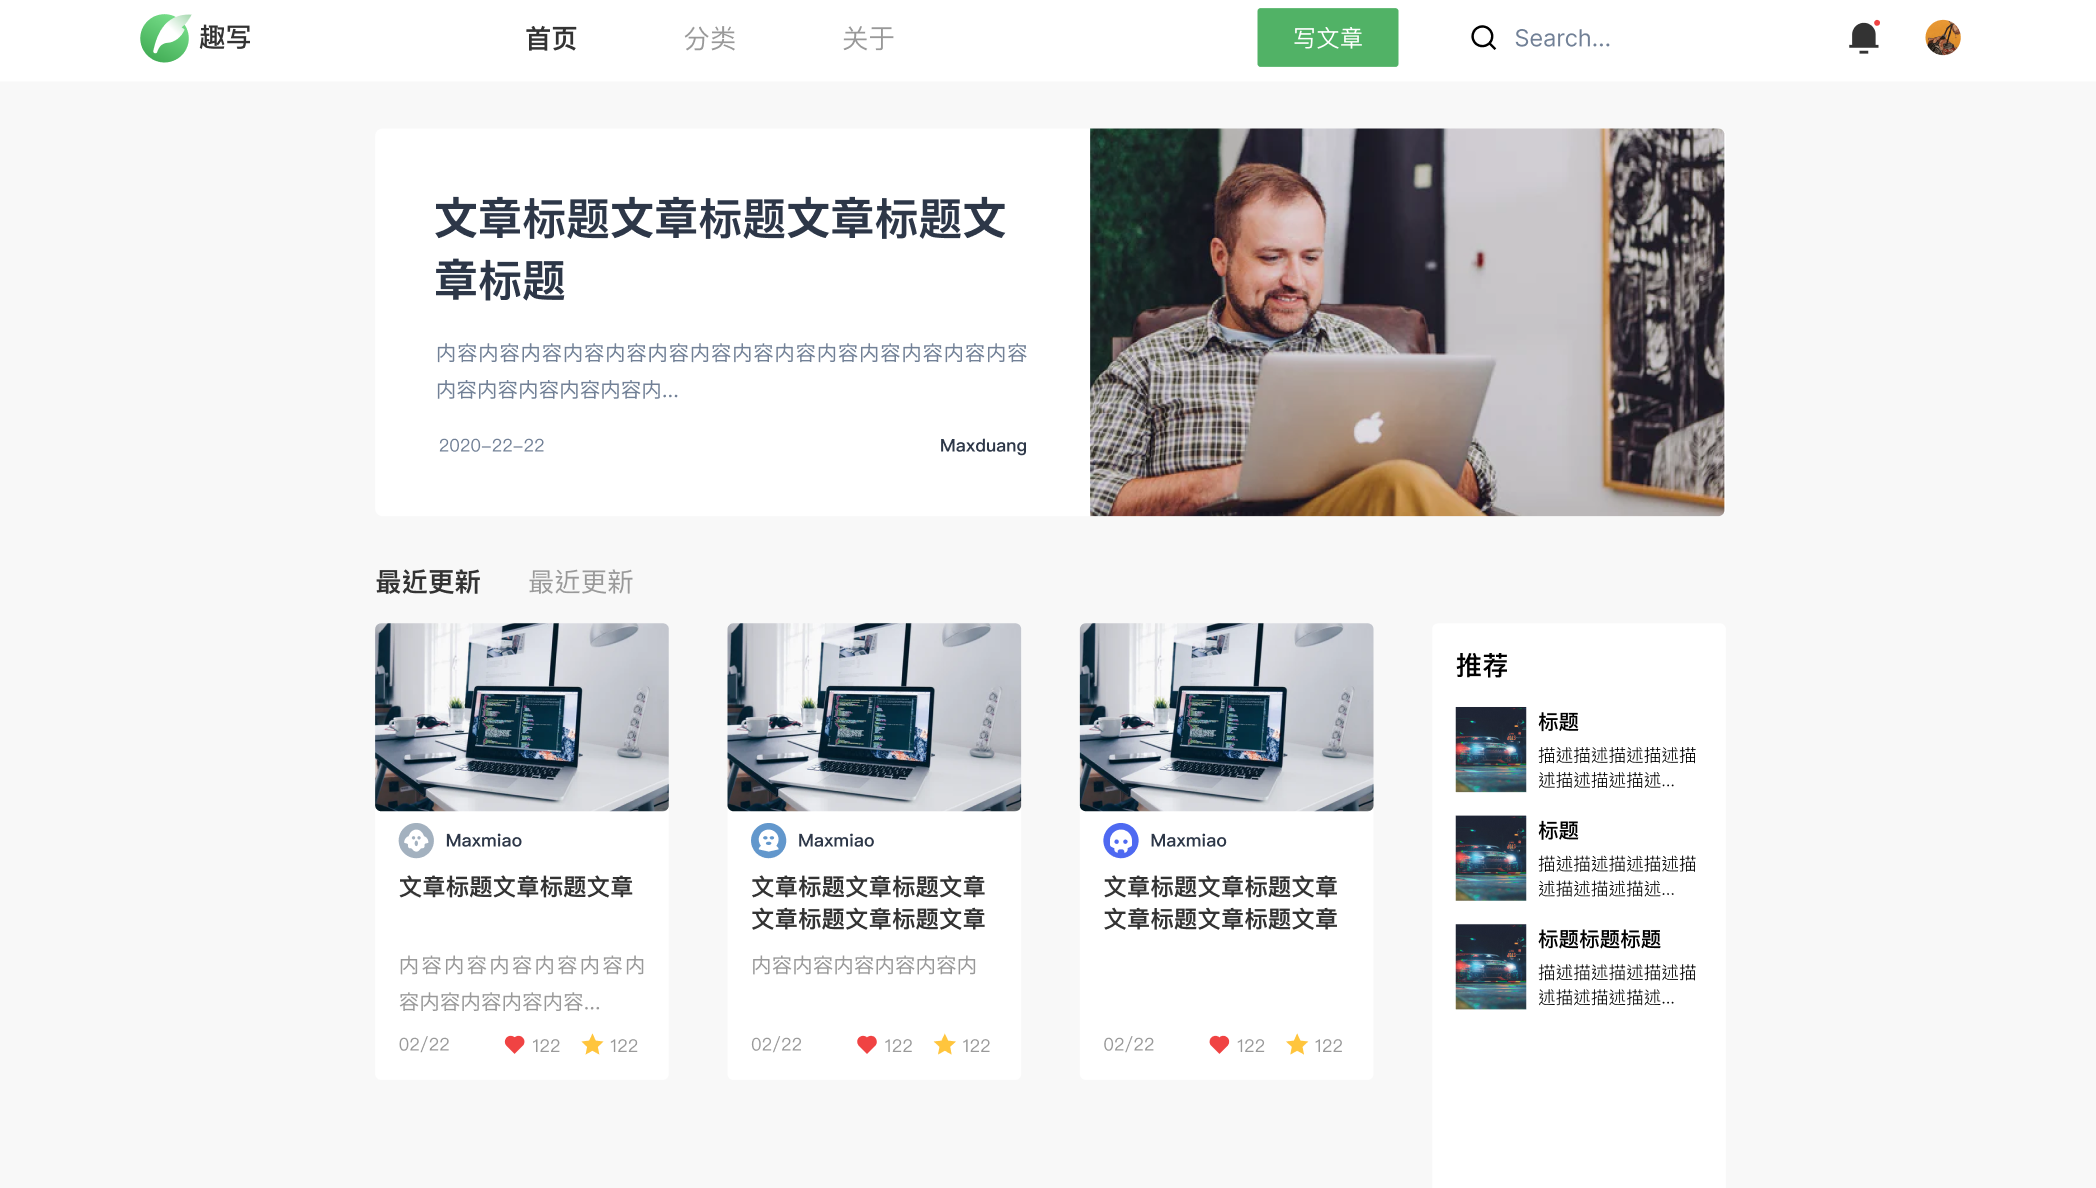 趣写
首页
分类
关于
写文章
Search...
文章标题文章标题文章标题文
章标题
内容内容内容内容内容内容内容内容内容内容内容内容内容内容
内容内容内容内容内容内...
2020-22-22
Maxduang
最近更新
最近更新
Maxmiao
文章标题文章标题文章
内容内容内容内容内容内
容内容内容内容内容...
02/22
122
122
Maxmiao
文章标题文章标题文章
文章标题文章标题文章
内容内容内容内容内容内
02/22
122
122
Maxmiao
文章标题文章标题文章
文章标题文章标题文章
02/22
122
122
推荐
标题
描述描述描述描述描
述描述描述描述...
标题
描述描述描述描述描
述描述描述描述...
标题标题标题
描述描述描述描述描
述描述描述描述...